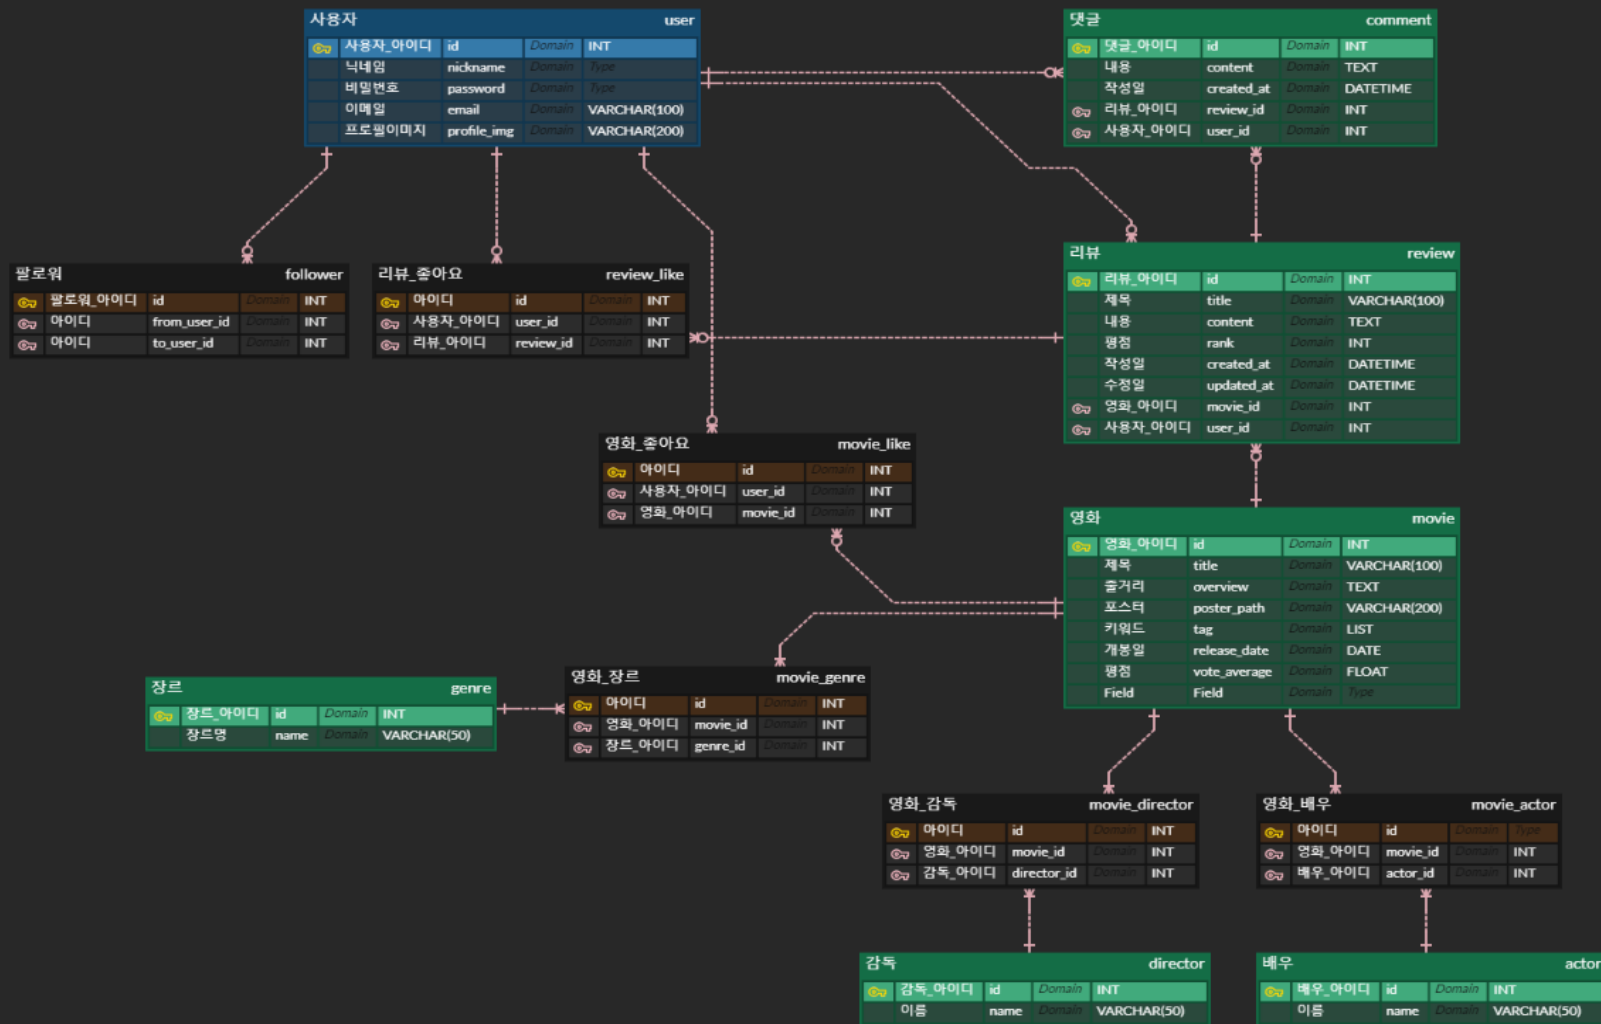 사용자 user
사용자_아이디 id Domain INT
닉네임 nickname Domain Type
비밀번호 password Domain Type
이메일 email Domain VARCHAR(100)
프로필이미지 profile_img Domain VARCHAR(200)
댓글 comment
댓글_아이디 id Domain INT
내용 content Domain TEXT
작성일 created_at Domain DATETIME
리뷰_아이디 review_id Domain INT
사용자_아이디 user_id Domain INT
팔로워 follower
팔로워_아이디 id Domain INT
아이디 from_user_id Domain INT
아이디 to_user_id Domain INT
리뷰_좋아요 review_like
아이디 id Domain INT
사용자_아이디 user_id Domain INT
리뷰_아이디 review_id Domain INT
리뷰 review
리뷰_아이디 id Domain INT
제목 title Domain VARCHAR(100)
내용 content Domain TEXT
평점 rank Domain INT
작성일 created_at Domain DATETIME
수정일 updated_at Domain DATETIME
영화_아이디 movie_id Domain INT
사용자_아이디 user_id Domain INT
영화_좋아요 movie_like
아이디 id Domain INT
사용자_아이디 user_id Domain INT
영화_아이디 movie_id Domain INT
영화 movie
영화_아이디 id Domain INT
제목 title Domain VARCHAR(100)
줄거리 overview Domain TEXT
포스터 poster_path Domain VARCHAR(200)
키워드 tag Domain LIST
개봉일 release_date Domain DATE
평점 vote_average Domain FLOAT
Field Field Domain Type
장르 genre
장르_아이디 id Domain INT
장르명 name Domain VARCHAR(50)
영화_장르 movie_genre
아이디 id Domain INT
영화_아이디 movie_id Domain INT
장르_아이디 genre_id Domain INT
영화_감독 movie_director
아이디 id Domain INT
영화_아이디 movie_id Domain INT
감독_아이디 director_id Domain INT
영화_배우 movie_actor
아이디 id Domain Type
영화_아이디 movie_id Domain INT
배우_아이디 actor_id Domain INT
감독 director
감독_아이디 id Domain INT
이름 name Domain VARCHAR(50)
배우 actor
배우_아이디 id Domain INT
이름 name Domain VARCHAR(50)